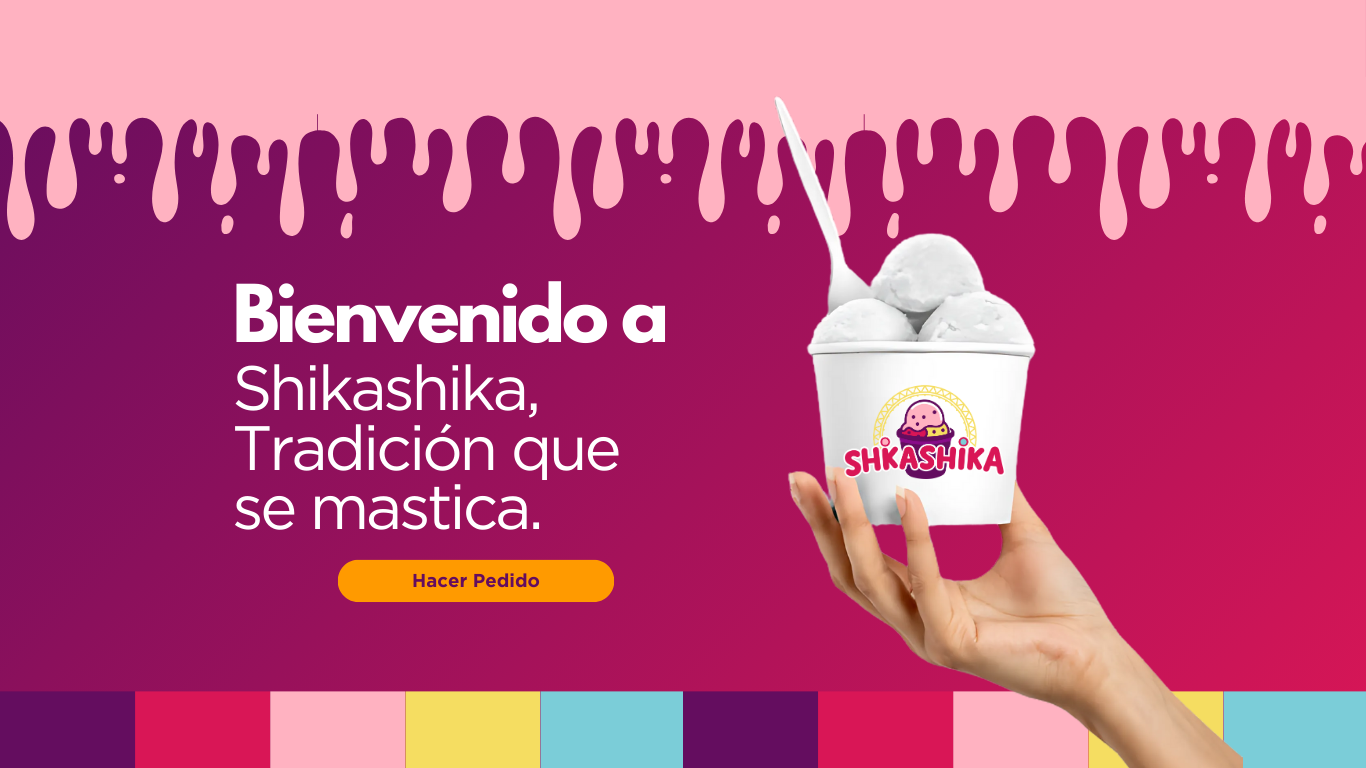 Bienvenido a
Shikashika,
Tradición que
se mastica.
Hacer Pedido
SHKASHIKA